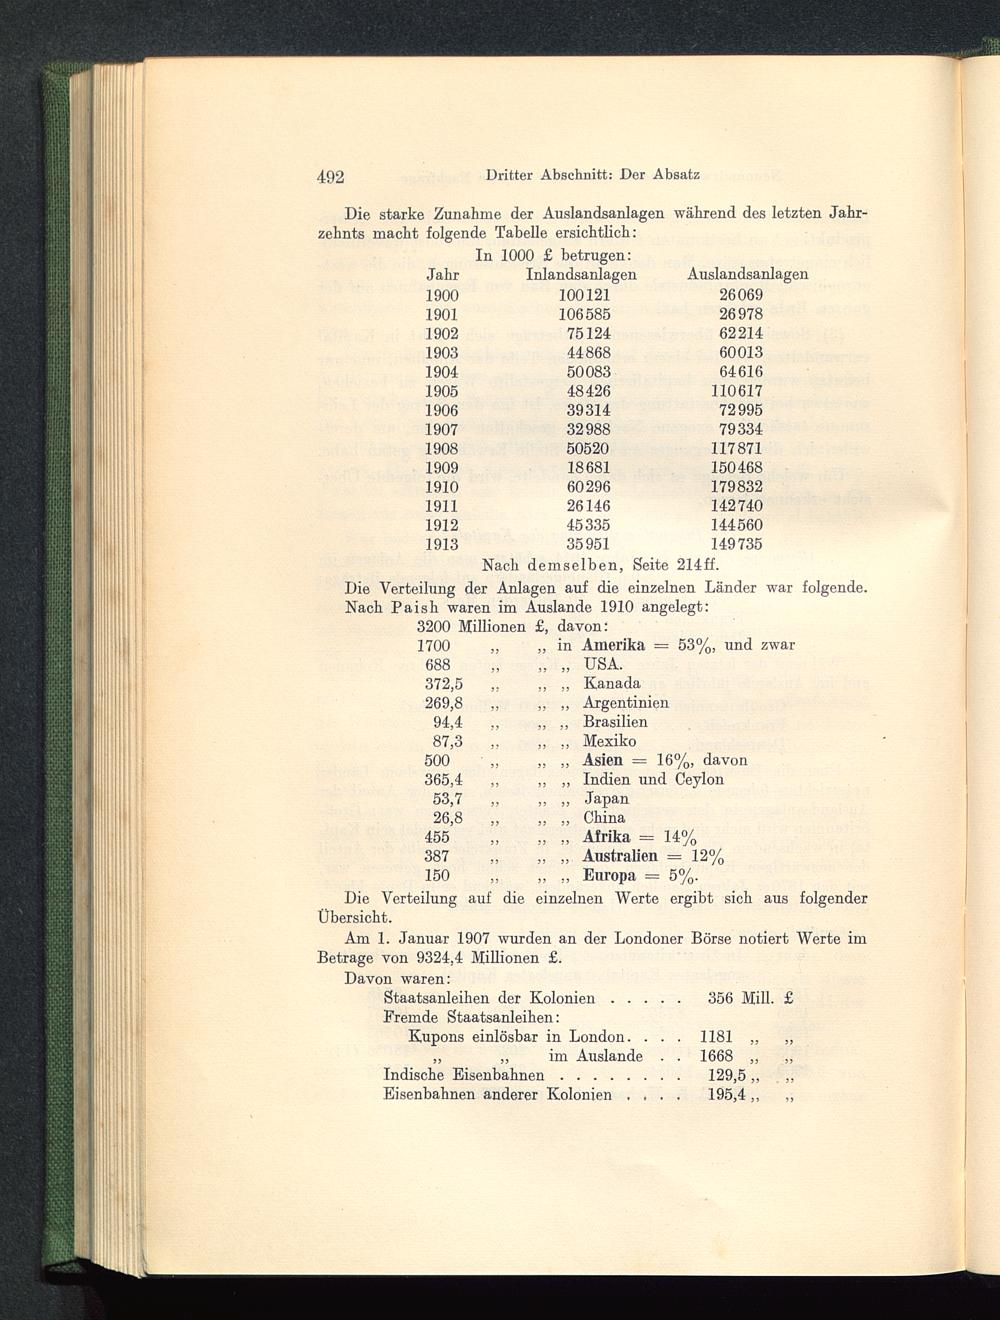 492 Dritter Abschnitt: Der Absatz
Die starke Zunahme der Auslandsanlagen während des letzten Jahr-
zehnts macht folgende Tabelle ersichtlich:
In 1000 £ betrugen:
Jahr Inlandsanlagen Auslandsanlagen
1900 100121 26069
1901 106585 26978
1902 75124 62214
1903 44868 60013
1904 50083 64616
1905 48426 110617
1906 39314 72995
1907 32988 79334
1908 50520 117871
1909 18681 150468
1910 60296 179832
1911 26146 142740
1912 45335 144560
1913 35951 149735
Nach demselben, Seite 214ff.
Die Verteilung der Anlagen auf die einzelnen Länder war folgende.
Nach Paish waren im Auslande 1910 angelegt:
3200 Millionen £, davon:
1700 „ „ in Amerika = 53%, und zwar
688 „ „ „ USA.
372,5 „ „ „ Kanada
269,8 „ „ „ Argentinien
94,4 „ „ „ Brasilien
87,3 „ „ „ Mexiko
500 „ „ „ Asien = 16%, davon
365,4 „ „ „ Indien und Ceylon
53,7 „ „ „ Japan
26,8 „ „ „ China
455 „ „ „ Afrika = 14%
387 „ „ „ Australien = 12%
150 „ „ „ Europa = 5%.
Die Verteilung auf die einzelnen Werte ergibt sich aus folgender
Übersicht.
Am 1. Januar 1907 wurden an der Londoner Börse notiert Werte im
Betrage von 9324,4 Millionen £.
Davon waren:
Staatsanleihen der Kolonien . . . . . 356 Mill. £
Fremde Staatsanleihen:
Kupons einlösbar in London. . . . 1181 „ „
„ „ im Auslande . . 1668 „ „
Indische Eisenbahnen . . . . . . . . 129,5 „ „
Eisenbahnen anderer Kolonien . . . . 195,4 „ „